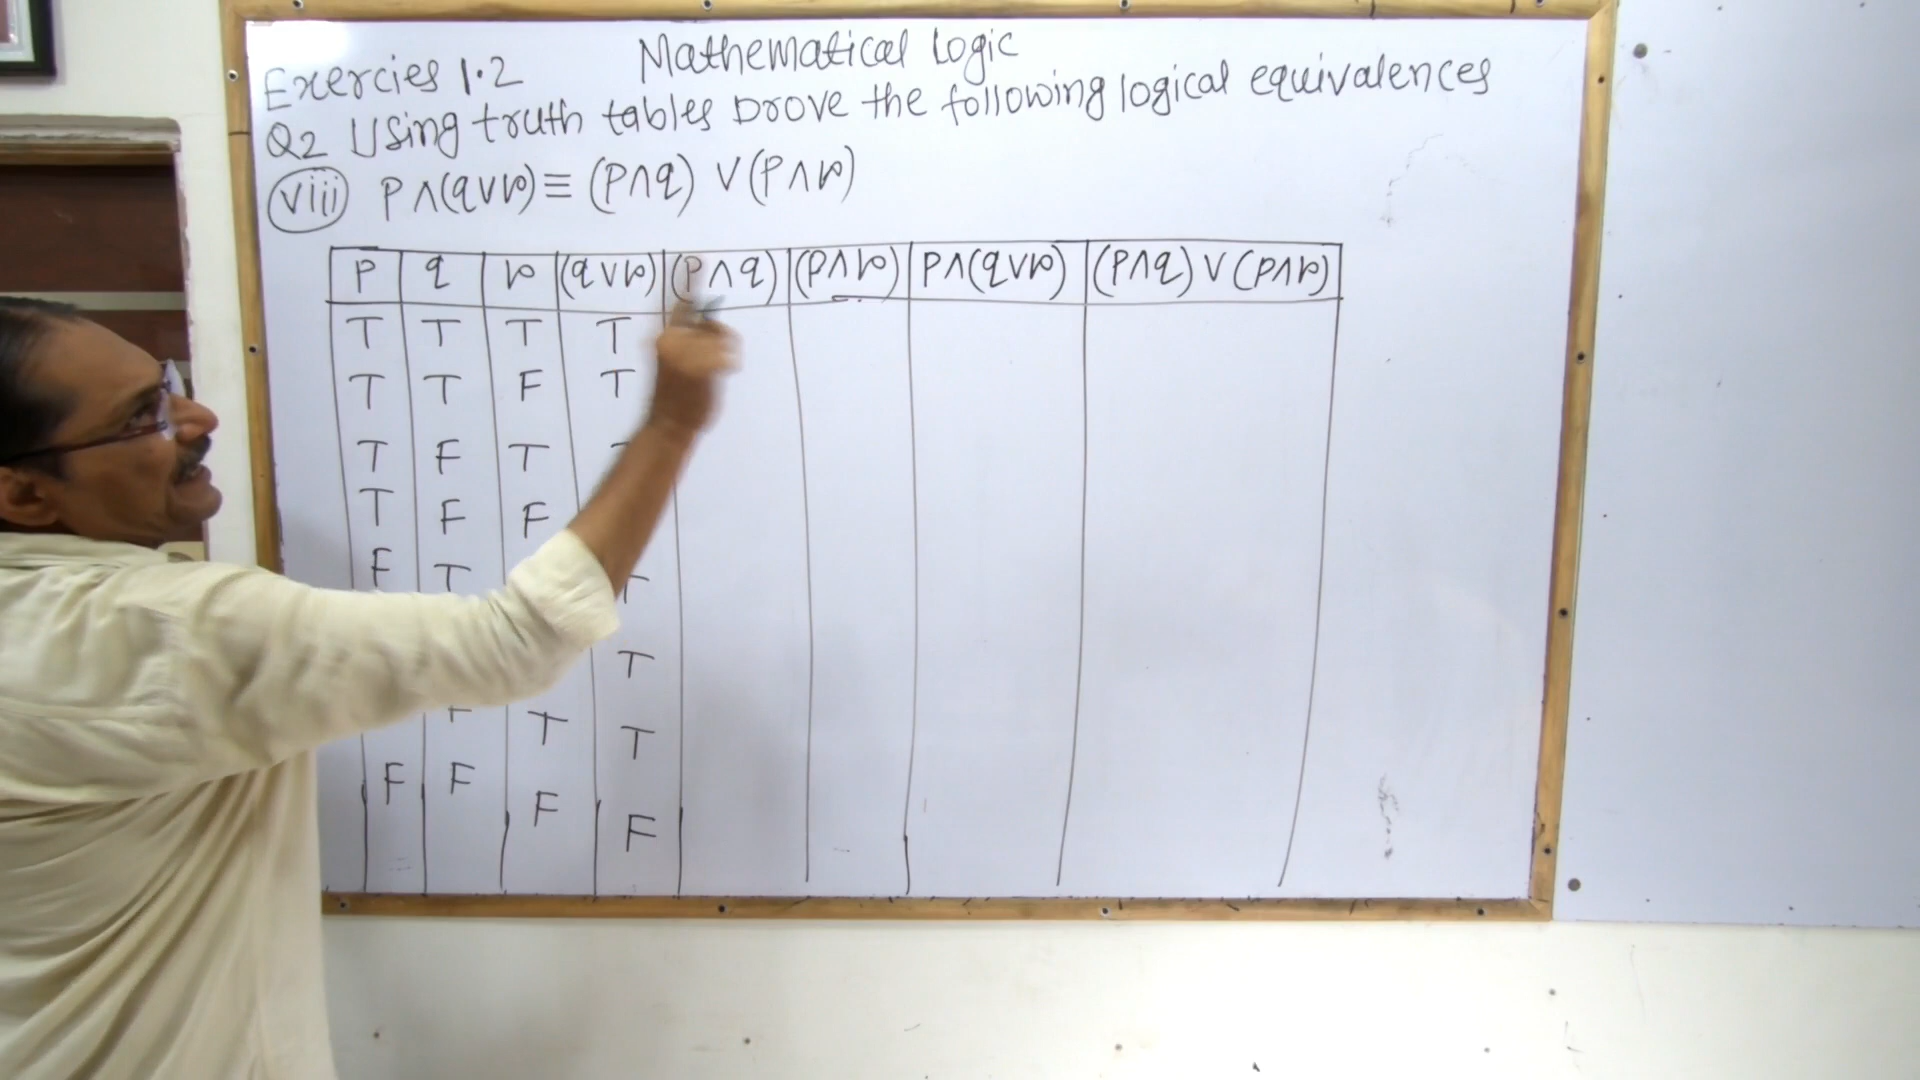 Mathematical Logic
Exercies 1.2
Q2 Using truth tables prove the following logical equivalences
viii p ∧ (q ∨ r) ≡ (p ∧ q) ∨ (p ∧ r)
p q r (q ∨ r) (p ∧ q) (p ∧ r) p ∧ (q ∨ r) (p ∧ q) ∨ (p ∧ r)
T T T T
T T F T
T F T
T F F
F T T
T
F T T
F F F F